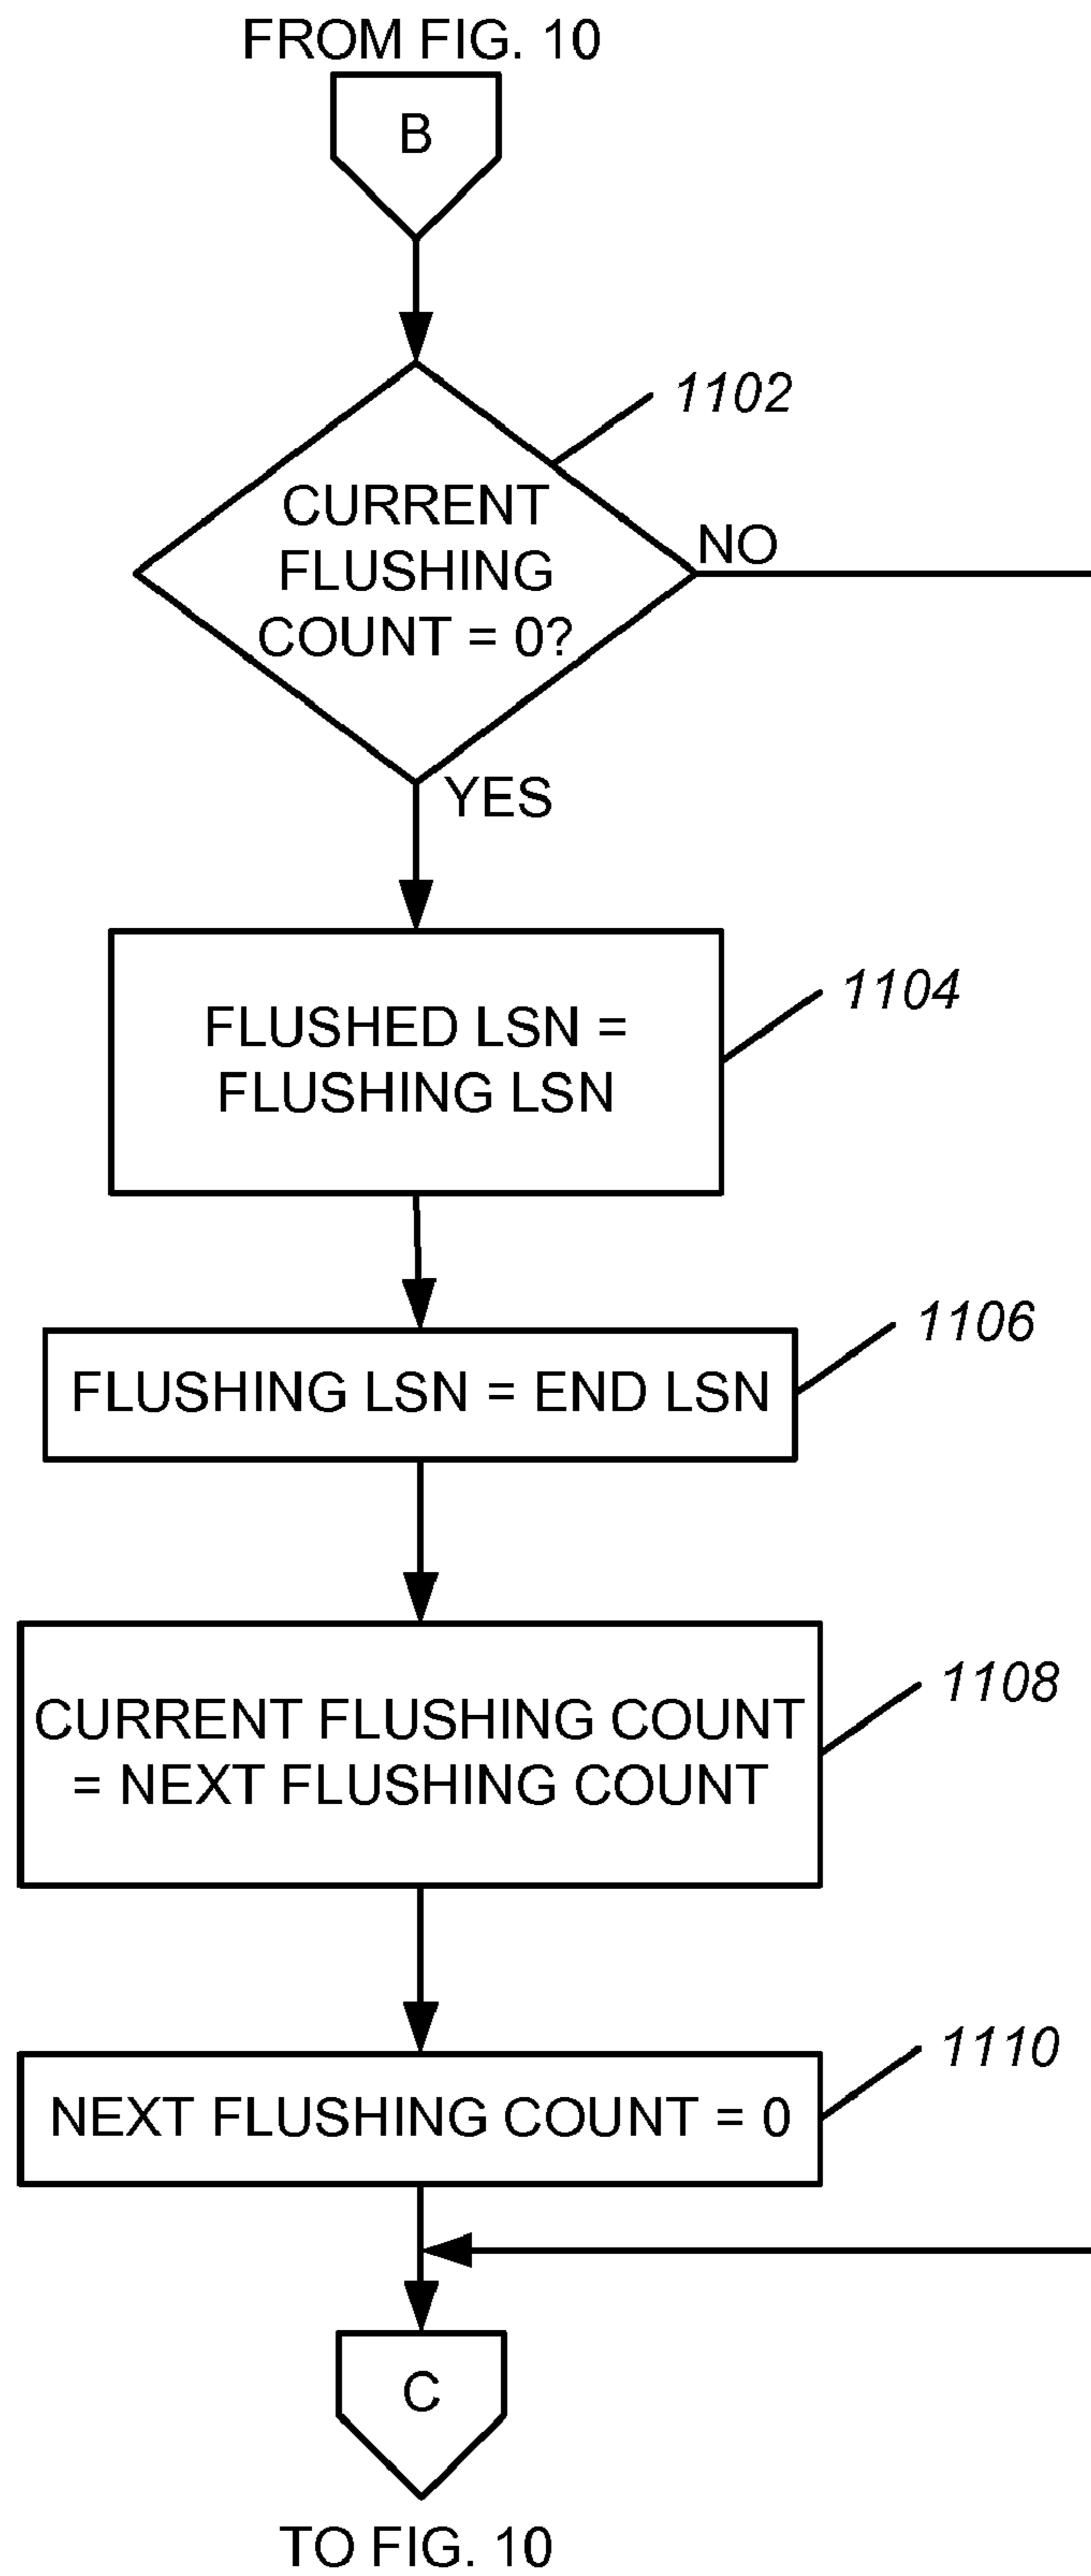 FROM FIG. 10
B
1102
CURRENT
FLUSHING
COUNT = 0?
NO
YES
1104
FLUSHED LSN =
FLUSHING LSN
1106
FLUSHING LSN = END LSN
1108
CURRENT FLUSHING COUNT
= NEXT FLUSHING COUNT
1110
NEXT FLUSHING COUNT = 0
C
TO FIG. 10